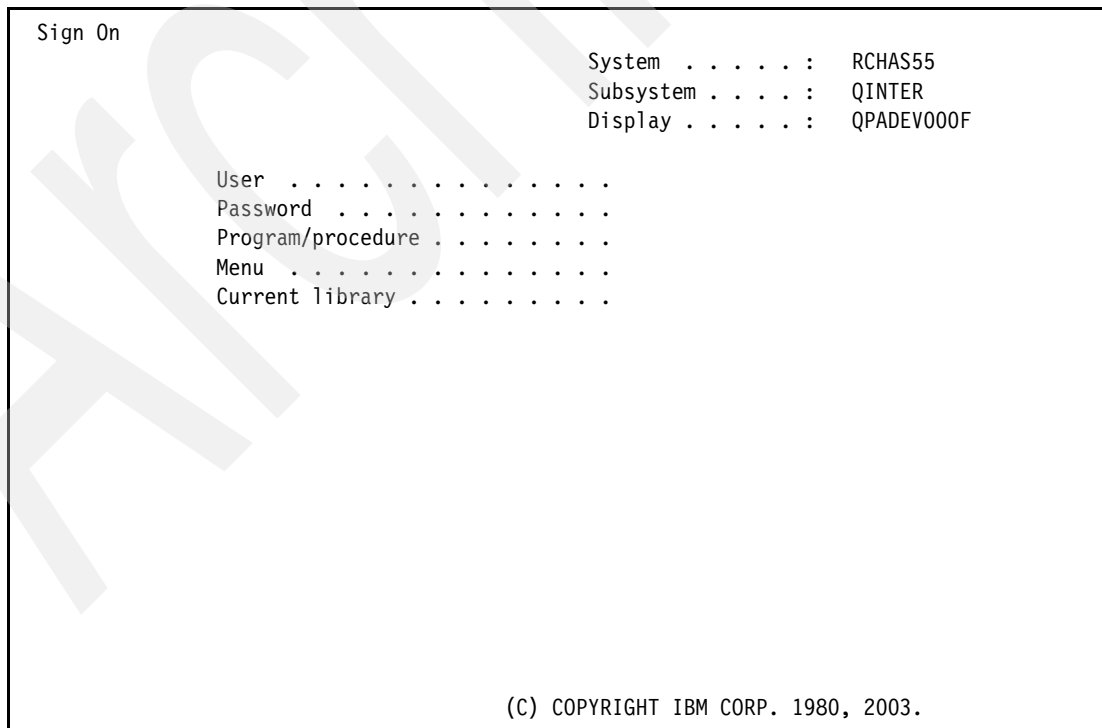 Sign On
System . . . . . : RCHAS55
Subsystem . . . . : QINTER
Display . . . . . : QPADEV000F
User . . . . . . . . . . . . . .
Password . . . . . . . . . . . .
Program/procedure . . . . . . . .
Menu . . . . . . . . . . . . . .
Current library . . . . . . . . .
(C) COPYRIGHT IBM CORP. 1980, 2003.